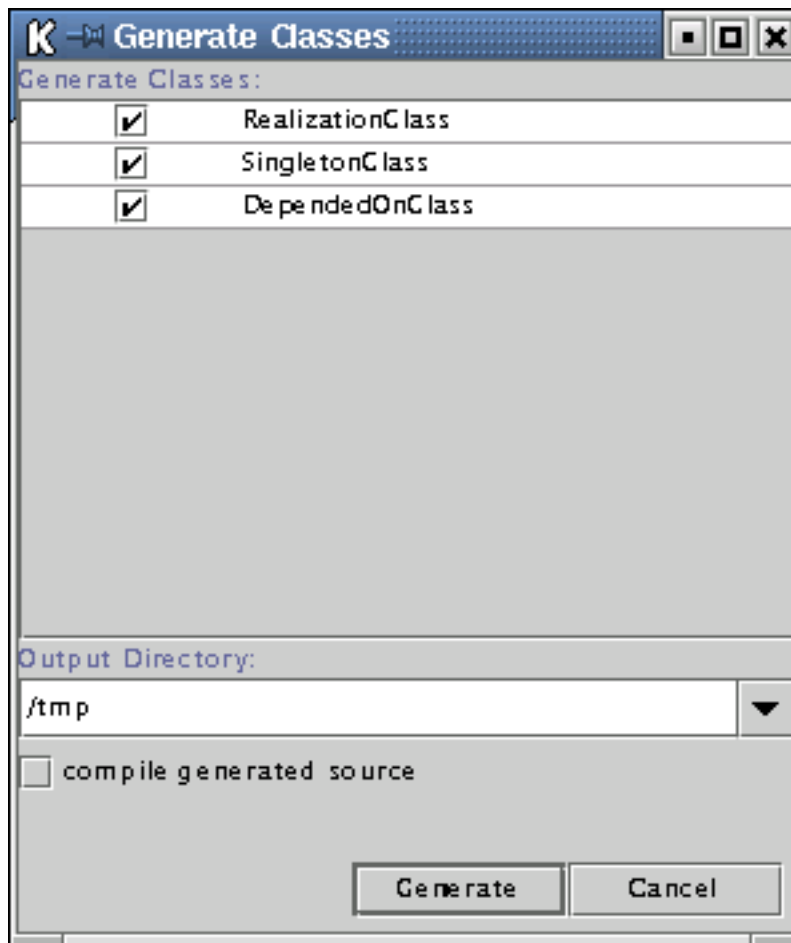 K Generate Classes
Generate Classes:
RealizationClass
SingletonClass
DependedOnClass
Output Directory:
/tmp
compile generated source
Generate Cancel